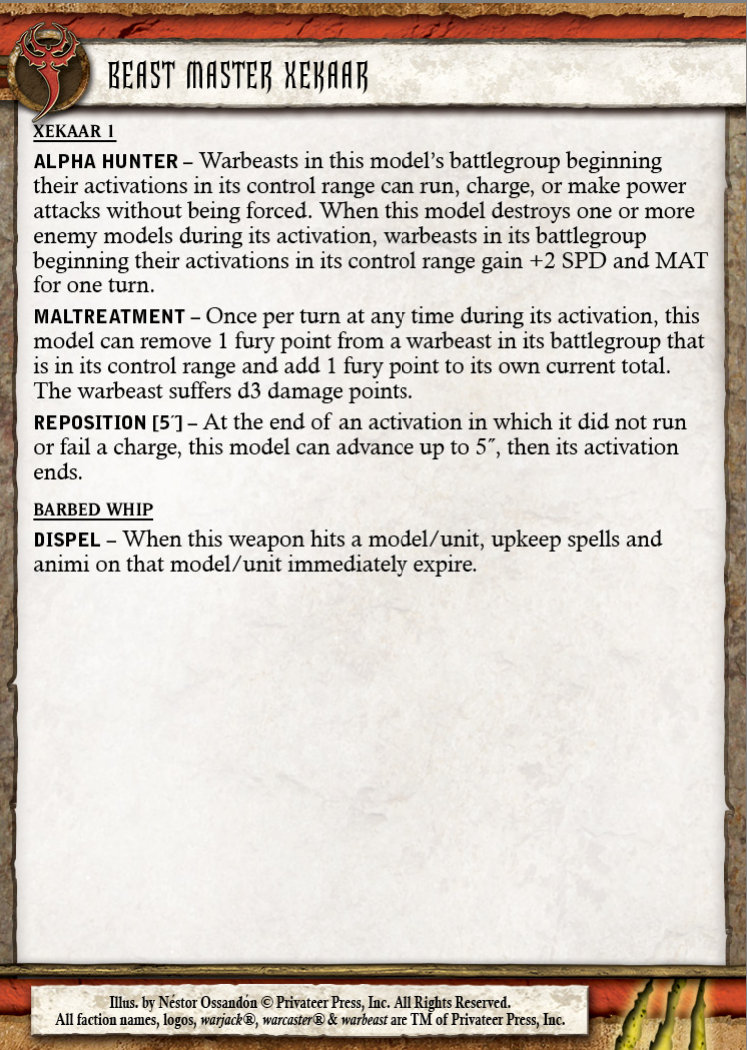 BEAST MASTER XEKAAR
XEKAAR 1
ALPHA HUNTER – Warbeasts in this model's battlegroup beginning
their activations in its control range can run, charge, or make power
attacks without being forced. When this model destroys one or more
enemy models during its activation, warbeasts in its battlegroup
beginning their activations in its control range gain +2 SPD and MAT
for one turn.
MALTREATMENT – Once per turn at any time during its activation, this
model can remove 1 fury point from a warbeast in its battlegroup that
is in its control range and add 1 fury point to its own current total.
The warbeast suffers d3 damage points.
REPOSITION [5˝] – At the end of an activation in which it did not run
or fail a charge, this model can advance up to 5˝, then its activation
ends.
BARBED WHIP
DISPEL – When this weapon hits a model/unit, upkeep spells and
animi on that model/unit immediately expire.
Illus. by Néstor Ossandón © Privateer Press, Inc. All Rights Reserved.
All faction names, logos, warjack®, warcaster® & warbeast are TM of Privateer Press, Inc.